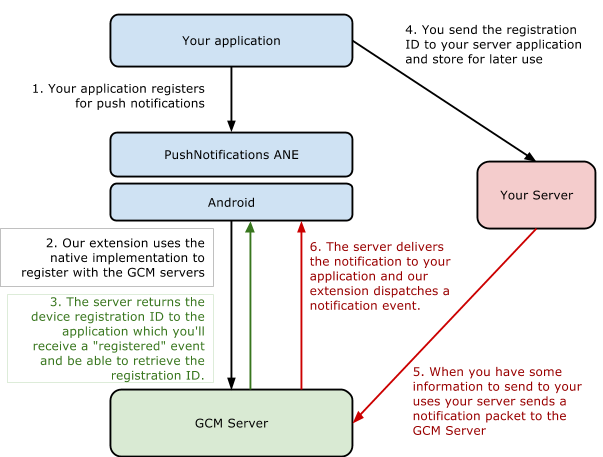 Your application
4. You send the registration
ID to your server application
and store for later use
1. Your application registers
for push notifications
PushNotifications ANE
Android
Your Server
2. Our extension uses the
native implementation to
register with the GCM servers
3. The server returns the
device registration ID to the
application which you'll
receive a "registered" event
and be able to retrieve the
registration ID.
6. The server delivers
the notification to your
application and our
extension dispatches a
notification event.
5. When you have some
information to send to your
uses your server sends a
notification packet to the
GCM Server
GCM Server